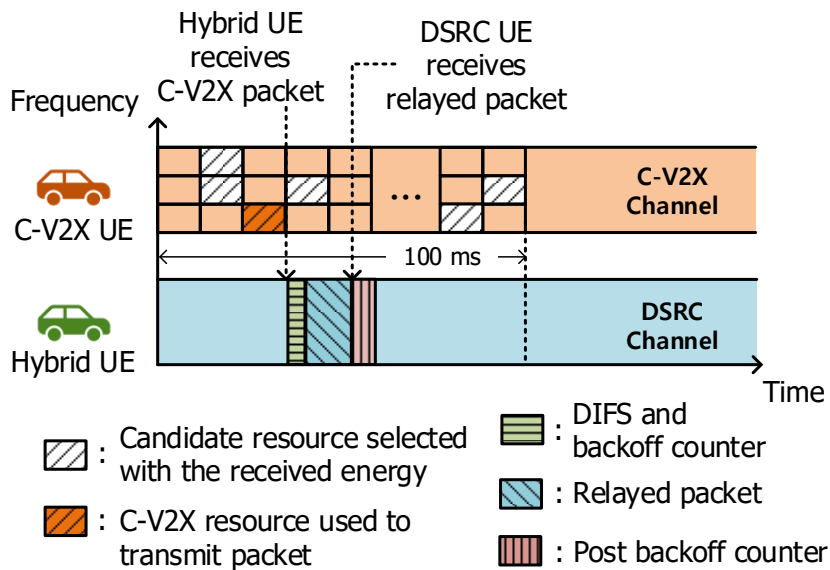 Hybrid UE
receives
C-V2X packet
DSRC UE
receives
relayed packet
Frequency
C-V2X UE
...
C-V2X
Channel
100 ms
Hybrid UE
DSRC
Channel
Time
: Candidate resource selected
with the received energy
: C-V2X resource used to
transmit packet
: DIFS and
backoff counter
: Relayed packet
: Post backoff counter